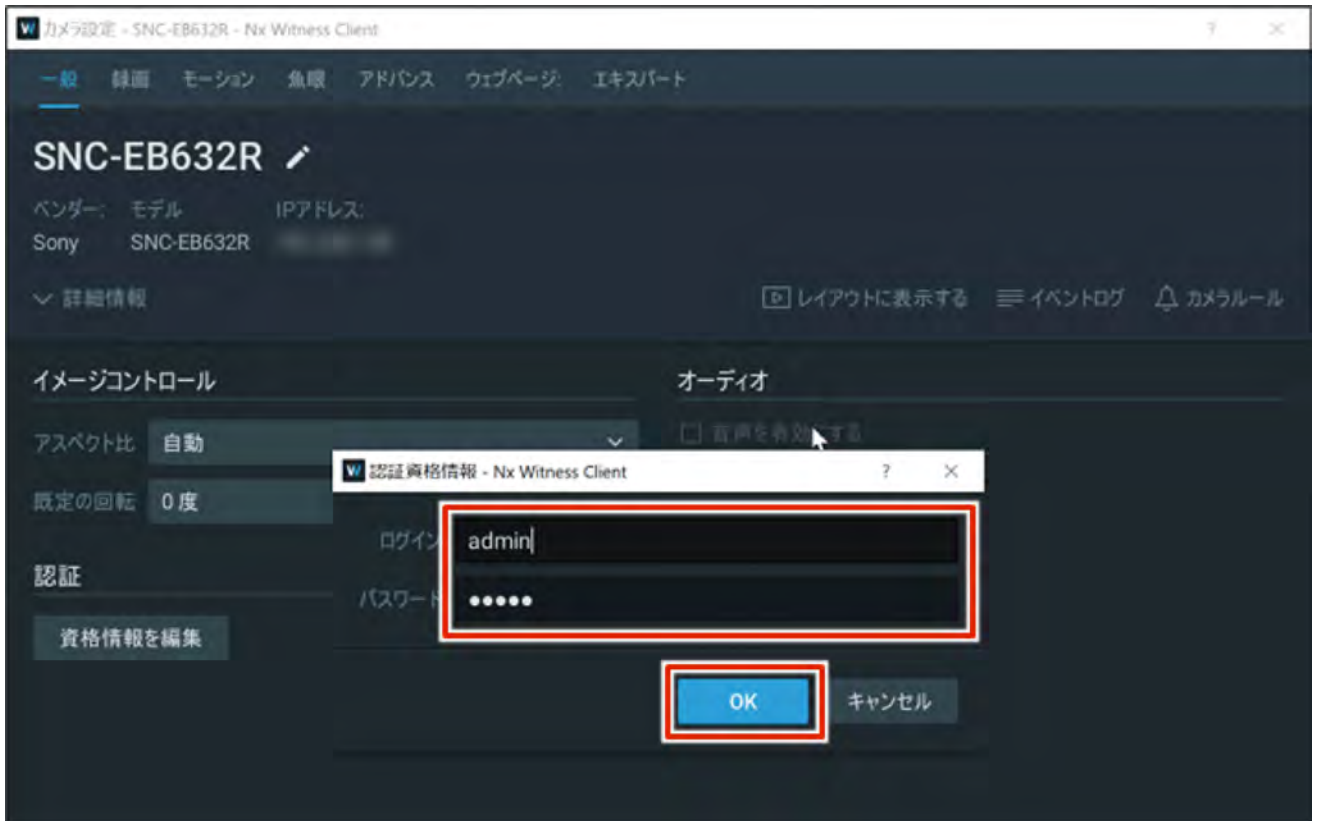 カメラ設定 - SNC-EB632R - Nx Witness Client
一般 録画 モーション 魚眼 アドバンス ウェブページ: エキスパート
SNC-EB632R
ベンダー: モデル IPアドレス:
Sony SNC-EB632R
詳細情報 レイアウトに表示する イベントログ カメラルール
イメージコントロール
オーディオ
アスペクト比 自動
音声を有効 する
既定の回転 0 度
認証
資格情報を編集
W 認証資格情報 - Nx Witness Client
ログイン admin
パスワード •••••
OK キャンセル